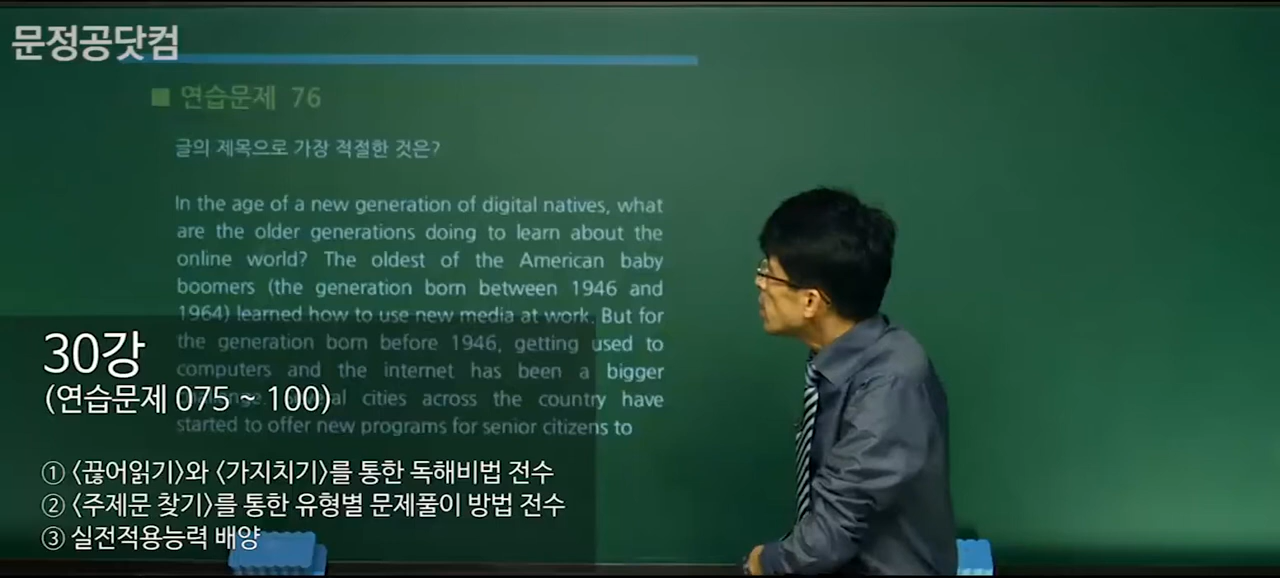 문정공닷컴
■ 연습문제 76
글의 제목으로 가장 적절한 것은?
In the age of a new generation of digital natives, what
are the older generations doing to learn about the
online world? The oldest of the American baby
boomers (the generation born between 1946 and
1964) learned how to use new media at work. But for
the generation born before 1946, getting used to
computers and the internet has been a bigger
challenge. Several cities across the country have
started to offer new programs for senior citizens to
30강
(연습문제 075 ~ 100)
① <끊어읽기>와 <가지치기>를 통한 독해비법 전수
② <주제문 찾기>를 통한 유형별 문제풀이 방법 전수
③ 실전적용능력 배양